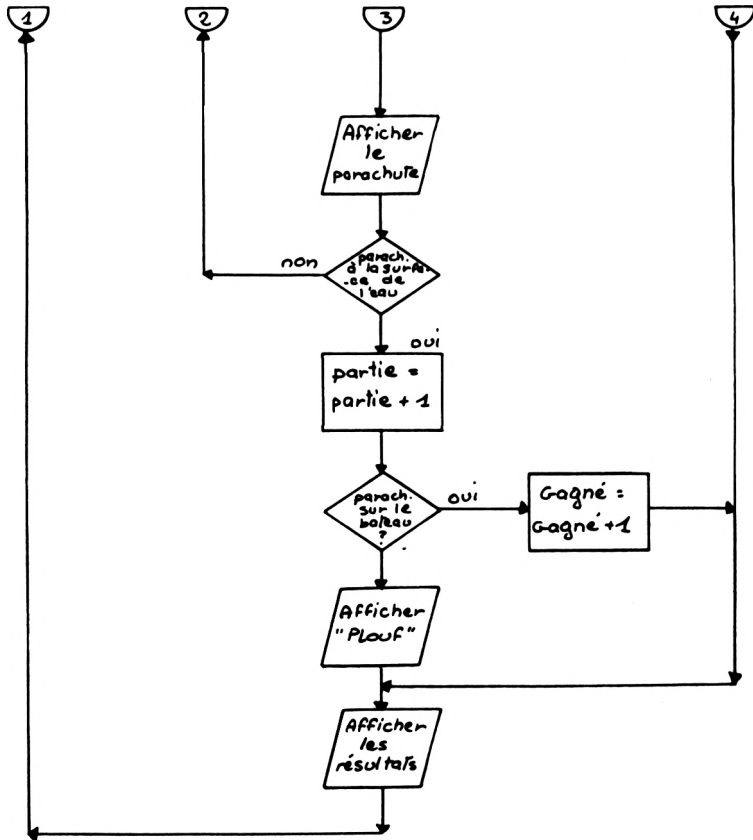 1
2
3
4
Afficher
le
parachute
non
parach.
à la surfa-
-ce de
l'eau
oui
partie =
partie + 1
parach.
sur le
bateau
?
oui
Gagné =
Gagné +1
Afficher
"PLOUF"
Afficher
les
résultats